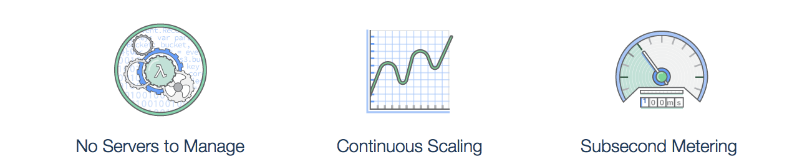 λ
100ms
No Servers to Manage
Continuous Scaling
Subsecond Metering